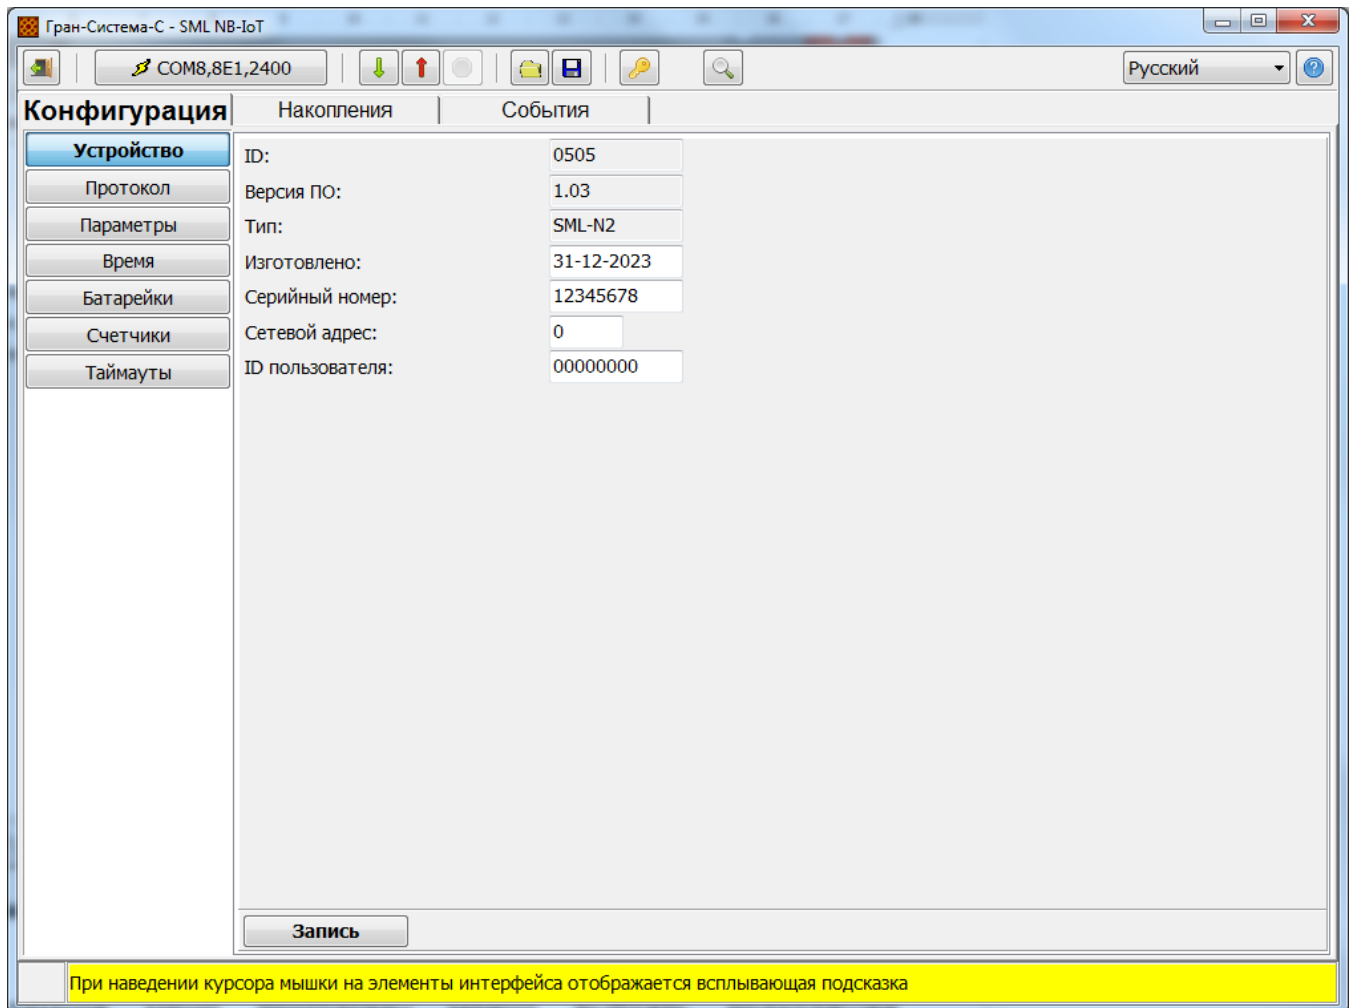 Гран-Система-С - SML NB-IoT
COM8,8E1,2400
Русский
Конфигурация
Накопления
События
Устройство
Протокол
Параметры
Время
Батарейки
Счетчики
Таймауты
ID: 0505
Версия ПО: 1.03
Тип: SML-N2
Изготовлено: 31-12-2023
Серийный номер: 12345678
Сетевой адрес: 0
ID пользователя: 00000000
Запись
При наведении курсора мышки на элементы интерфейса отображается всплывающая подсказка